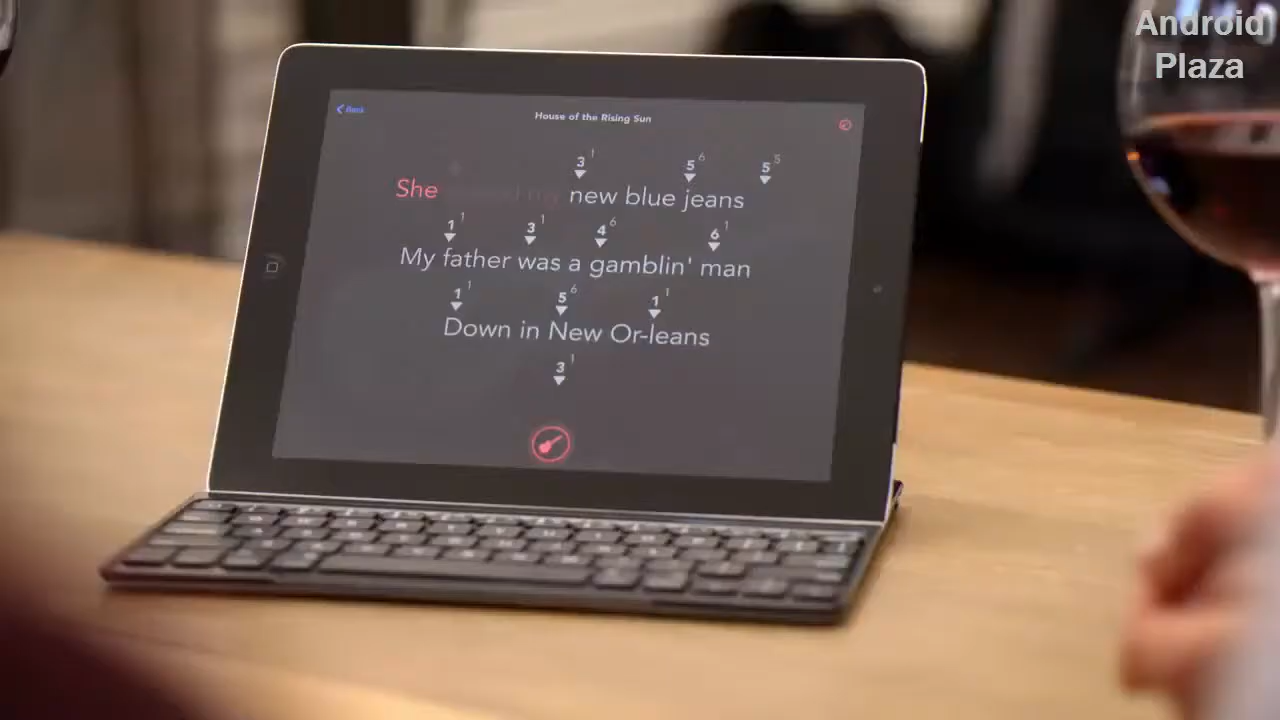 Android
Plaza
Back
House of the Rising Sun
3 1 5 6 5 5
She my new blue jeans
1 1 3 1 4 6 6 1
My father was a gamblin' man
1 1 5 6 1 1
Down in New Or-leans
3 1